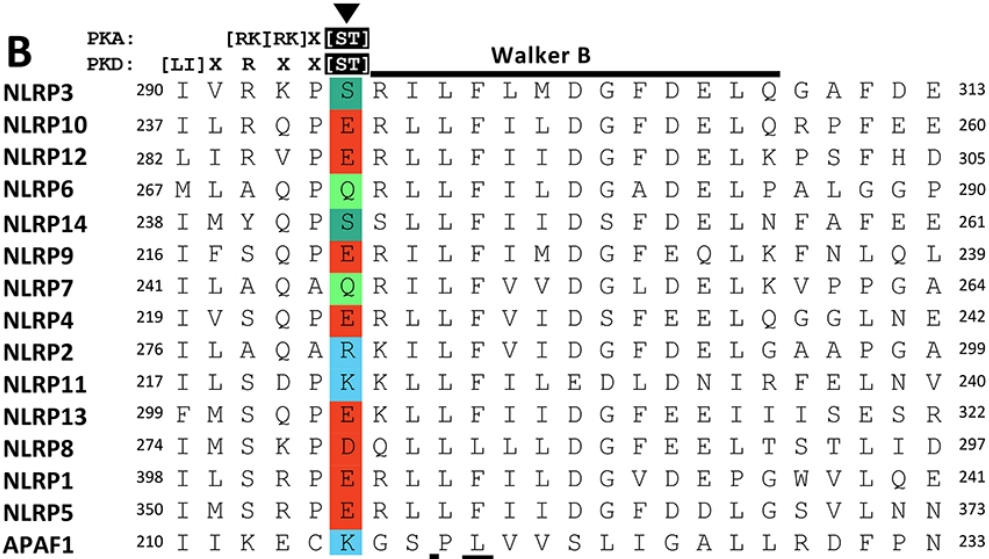 B
PKA: [RK][RK]X[ST]
PKD: [LI]X R X X[ST]
Walker B
NLRP3 290 I V R K P S R I L F L M D G F D E L Q G A F D E 313
NLRP10 237 I L R Q P E R L L F I L D G F D E L Q R P F E E 260
NLRP12 282 L I R V P E R L L F I I D G F D E L K P S F H D 305
NLRP6 267 M L A Q P Q R L L F I L D G A D E L P A L G G P 290
NLRP14 238 I M Y Q P S S L L F I I D S F D E L N F A F E E 261
NLRP9 216 I F S Q P E R I L F I M D G F E Q L K F N L Q L 239
NLRP7 241 I L A Q A Q R I L F V V D G L D E L K V P P G A 264
NLRP4 219 I V S Q P E R L L F V I D S F E E L Q G G L N E 242
NLRP2 276 I L A Q A R K I L F V I D G F D E L G A A P G A 299
NLRP11 217 I L S D P K K L L F I L E D L D N I R F E L N V 240
NLRP13 299 F M S Q P E K L L F I I D G F E E I I I S E S R 322
NLRP8 274 I M S K P D Q L L L L L D G F E E L T S T L I D 297
NLRP1 398 I L S R P E R L L F I L D G V D E P G W V L Q E 241
NLRP5 350 I M S R P E R L L F I I D G F D D L G S V L N N 373
APAF1 210 I I K E C K G S P L V V S L I G A L L R D F P N 233